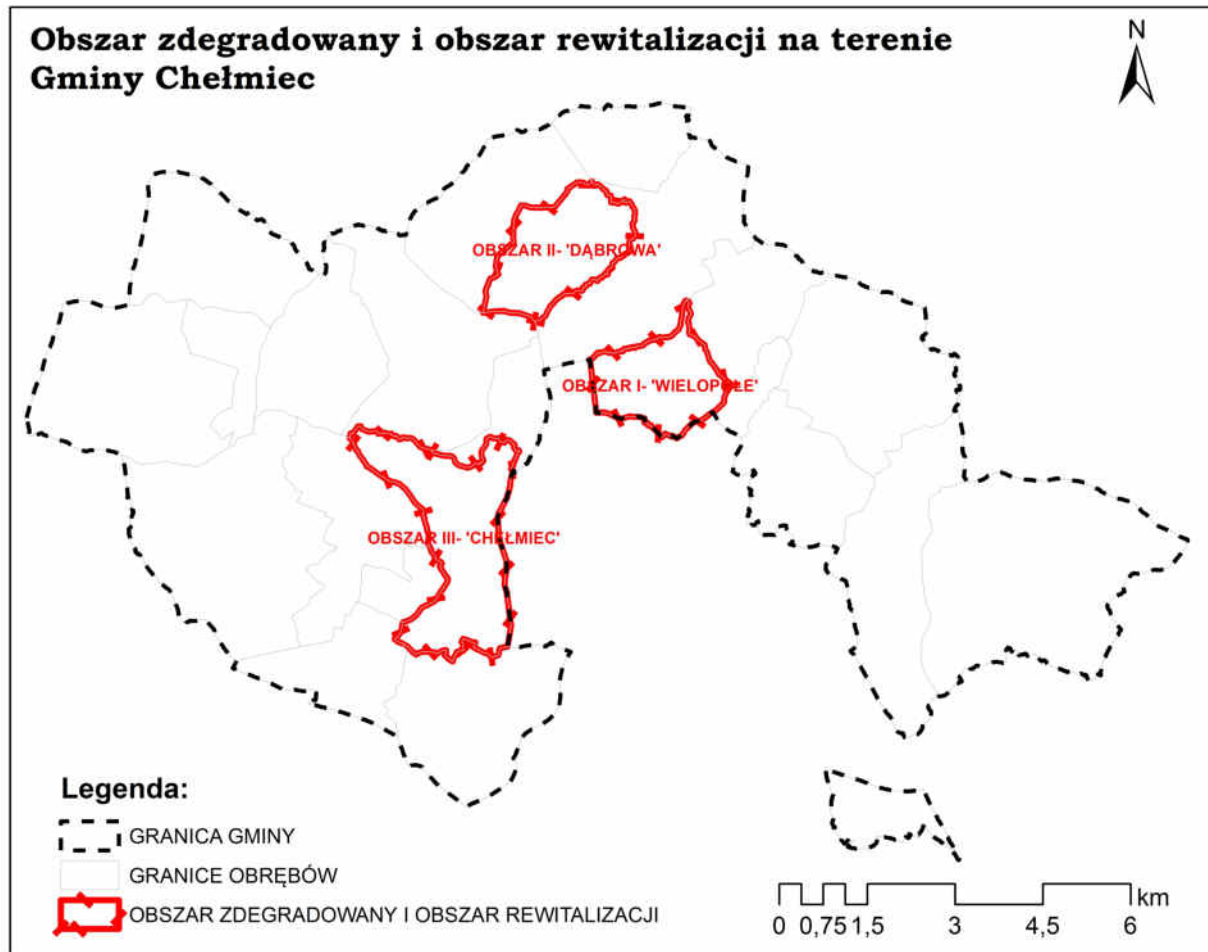 Obszar zdegradowany i obszar rewitalizacji na terenie
Gminy Chełmiec
N
OBSZAR II- 'DĄBROWA'
OBSZAR I- 'WIELOPOLE'
OBSZAR III- 'CHEŁMIEC'
Legenda:
GRANICA GMINY
GRANICE OBRĘBÓW
OBSZAR ZDEGRADOWANY I OBSZAR REWITALIZACJI
km
0 0,75 1,5 3 4,5 6